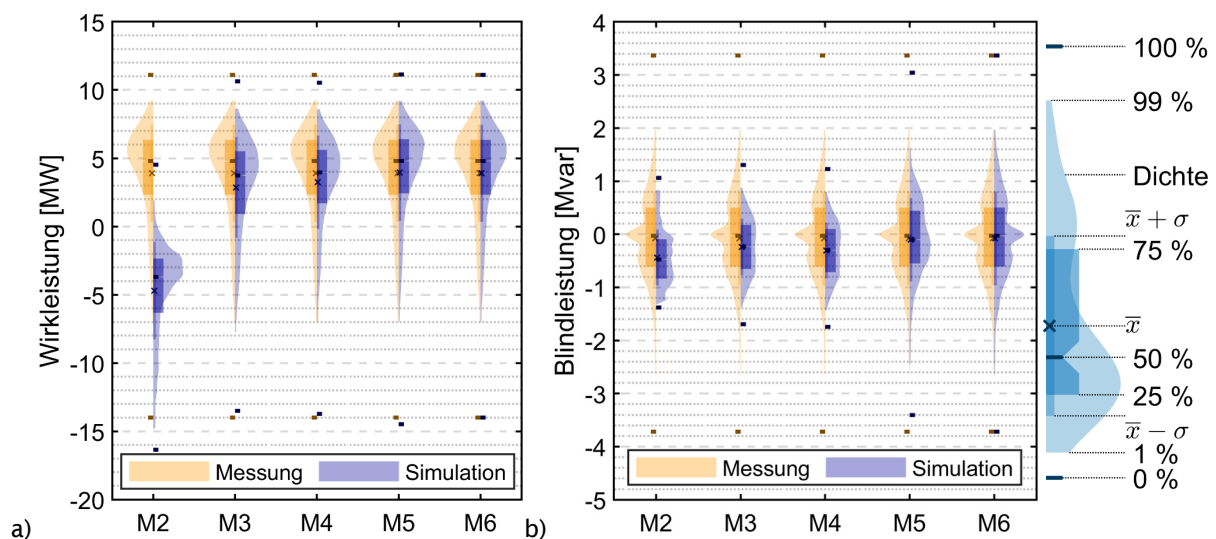 a)
Wirkleistung [MW]
15
10
5
0
-5
-10
-15
-20
Messung
Simulation
M2 M3 M4 M5 M6
b)
Blindleistung [Mvar]
4
3
2
1
0
-1
-2
-3
-4
-5
Messung
Simulation
M2 M3 M4 M5 M6
100 %
99 %
Dichte
x̅ + σ
75 %
x̅
50 %
25 %
x̅ − σ
1 %
0 %